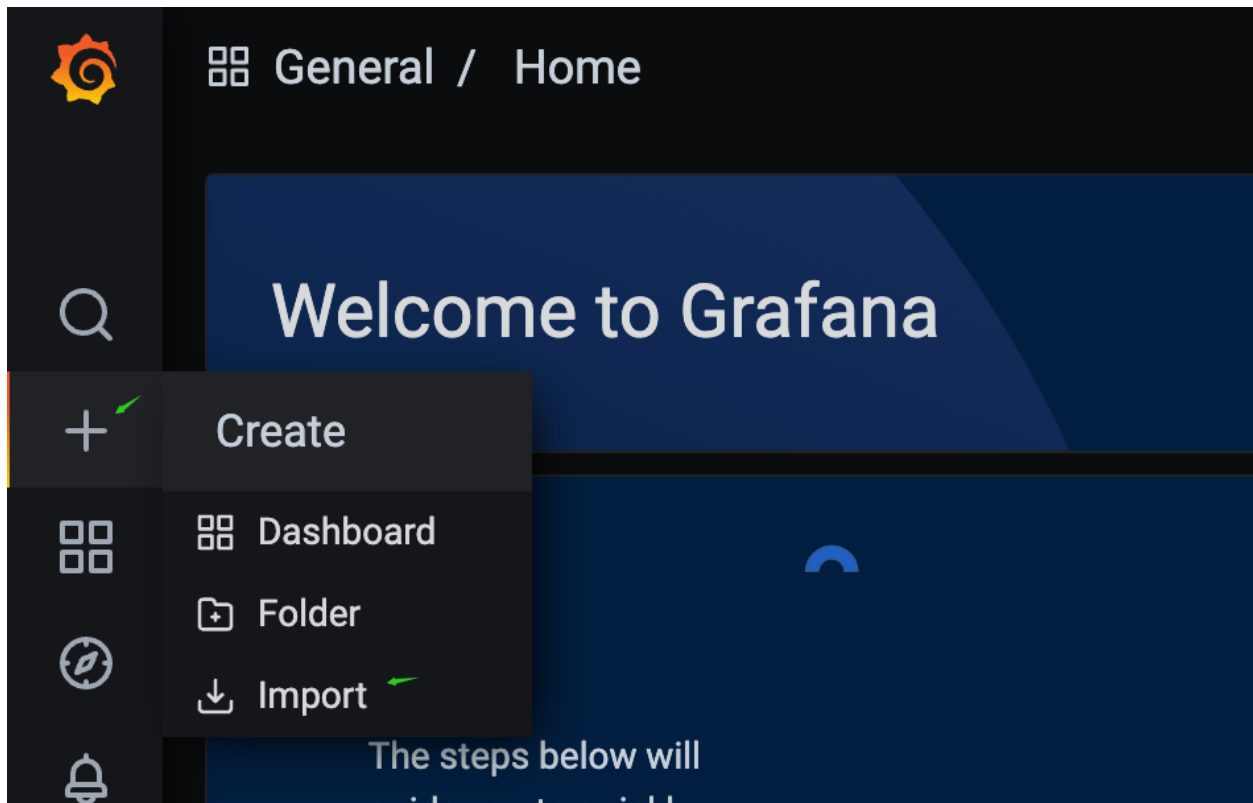 General / Home
Welcome to Grafana
Create
Dashboard
Folder
Import
The steps below will